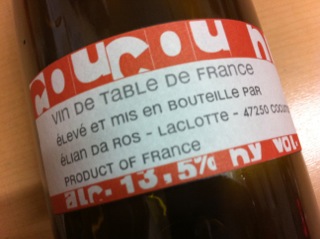 coucou
VIN DE TABLE DE FRANCE
éLevé ET MIS EN BOUTEILLE PAR
éLIAN DA ROS - LACLOTTE - 47250
PRODUCT OF FRANCE
alc. 13,5% by vol.